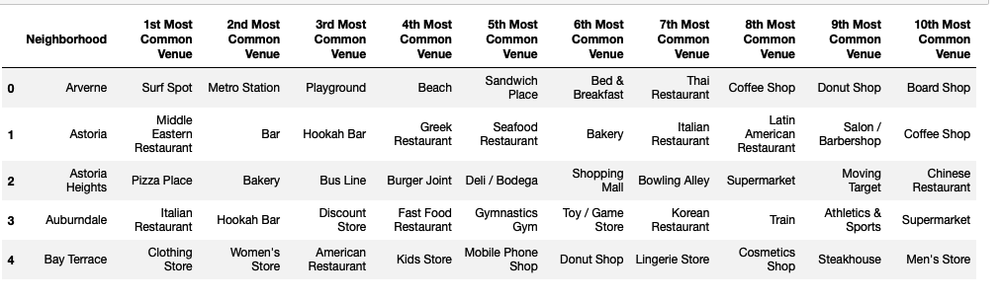 Neighborhood 1st Most Common Venue 2nd Most Common Venue 3rd Most Common Venue 4th Most Common Venue 5th Most Common Venue 6th Most Common Venue 7th Most Common Venue 8th Most Common Venue 9th Most Common Venue 10th Most Common Venue
0 Arverne Surf Spot Metro Station Playground Beach Sandwich Place Bed & Breakfast Thai Restaurant Coffee Shop Donut Shop Board Shop
1 Astoria Middle Eastern Restaurant Bar Hookah Bar Greek Restaurant Seafood Restaurant Bakery Italian Restaurant Latin American Restaurant Salon / Barbershop Coffee Shop
2 Astoria Heights Pizza Place Bakery Bus Line Burger Joint Deli / Bodega Shopping Mall Bowling Alley Supermarket Moving Target Chinese Restaurant
3 Auburndale Italian Restaurant Hookah Bar Discount Store Fast Food Restaurant Gymnastics Gym Toy / Game Store Korean Restaurant Train Athletics & Sports Supermarket
4 Bay Terrace Clothing Store Women's Store American Restaurant Kids Store Mobile Phone Shop Donut Shop Lingerie Store Cosmetics Shop Steakhouse Men's Store